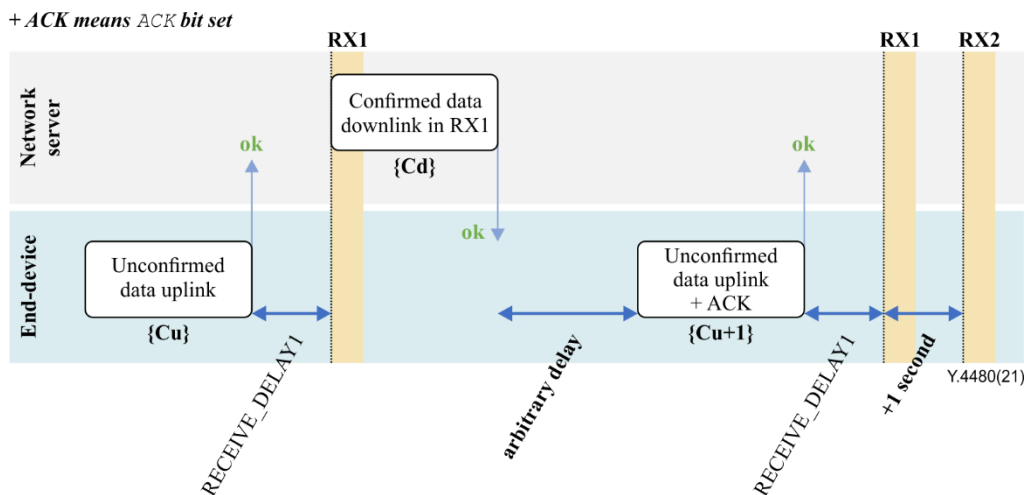 + ACK means ACK bit set
RX1
RX1
RX2
Network
server
Confirmed data
downlink in RX1
{Cd}
ok
ok
ok
End-device
Unconfirmed
data uplink
{Cu}
Unconfirmed
data uplink
+ ACK
{Cu+1}
RECEIVE_DELAY1
arbitrary delay
RECEIVE_DELAY1
+1 second
Y.4480(21)